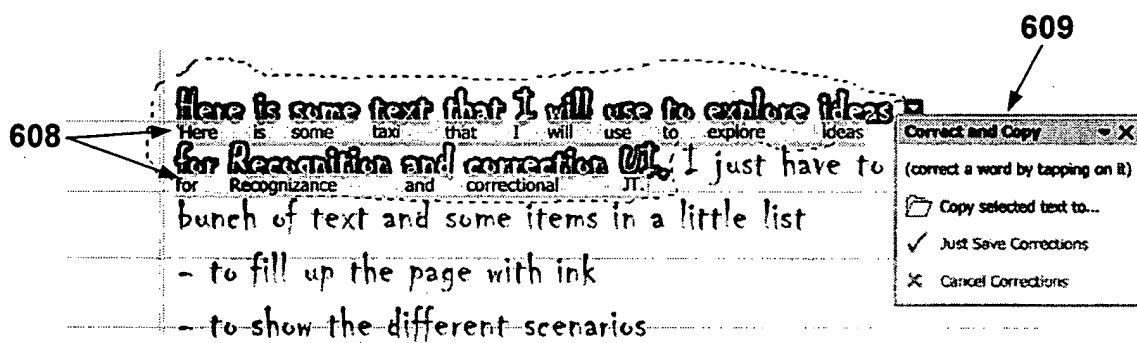 609
Here is some text that I will use to explore ideas
Here is some taxi that I will use to explore Ideas
608
for Recognition and correction UI.
for Recognizance and correctional JT.
I just have to
bunch of text and some items in a little list
- to fill up the page with ink
- to show the different scenarios
Correct and Copy
(correct a word by tapping on it)
Copy selected text to...
Just Save Corrections
Cancel Corrections